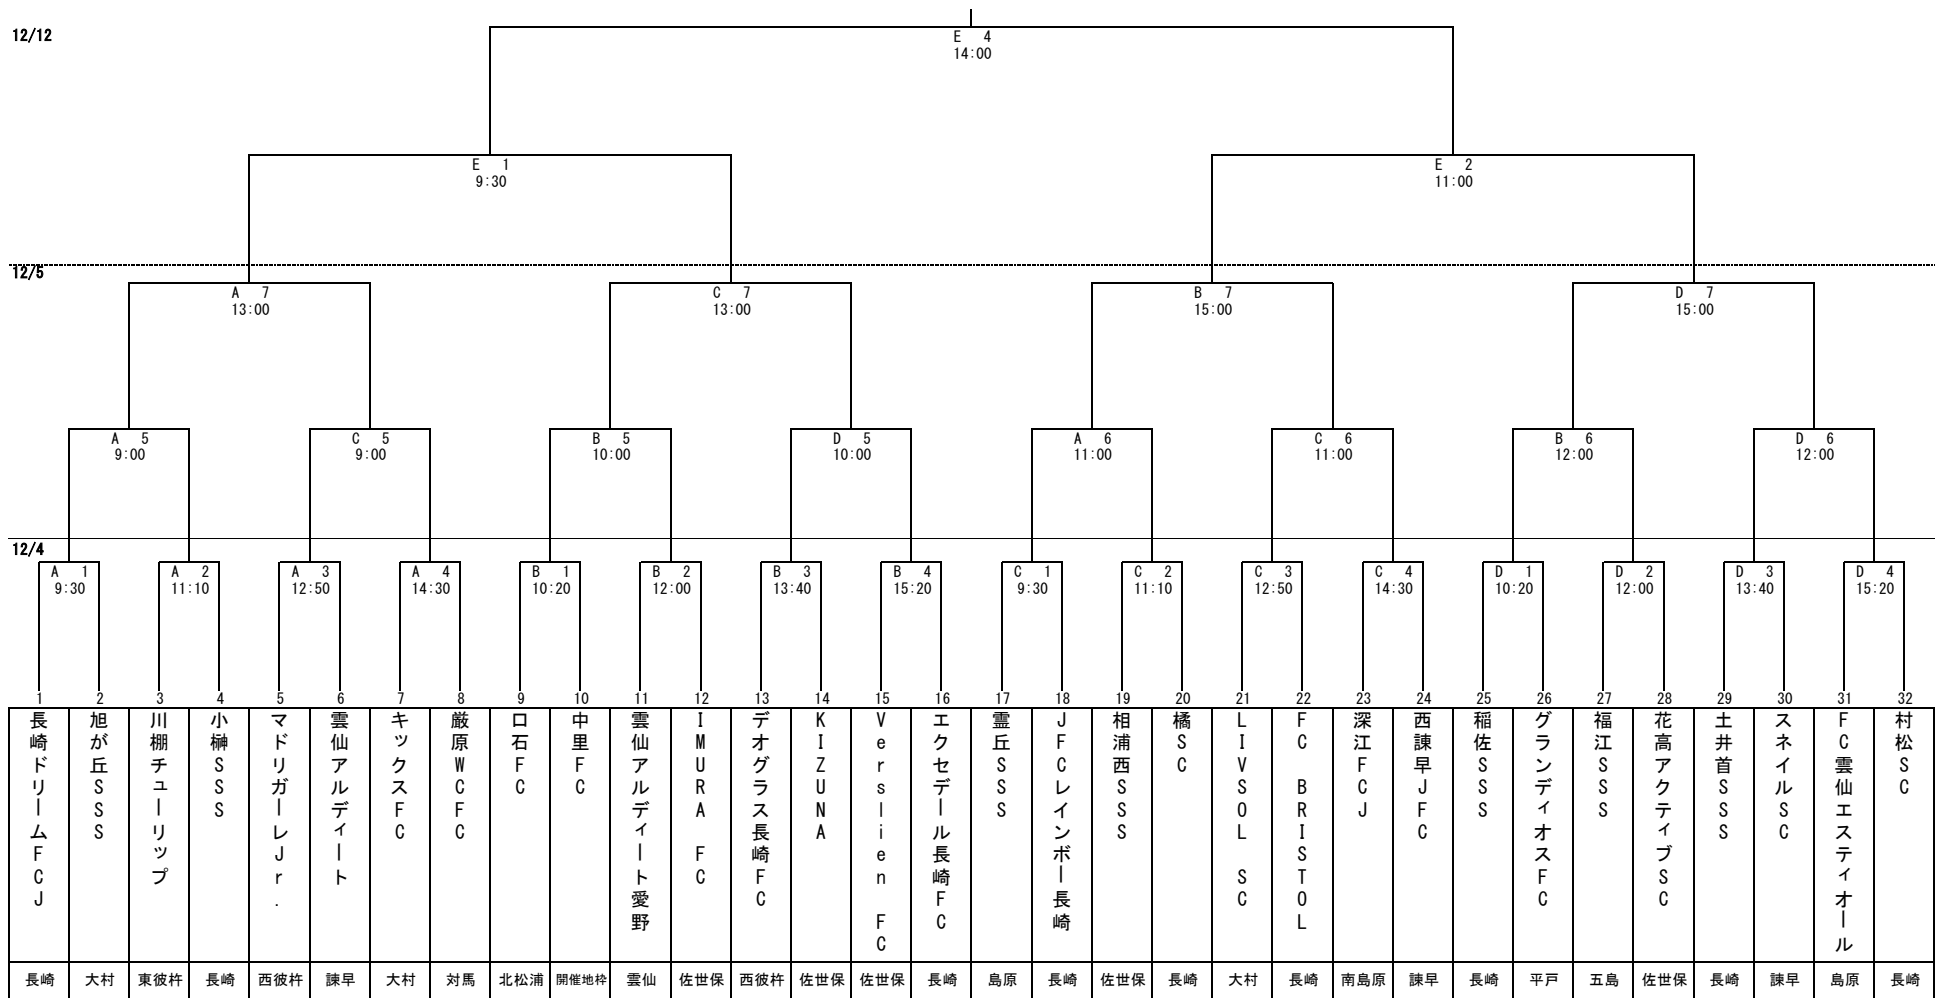 12/12
E 4
14:00
E 1
9:30
E 2
11:00
12/5
A 7
13:00
C 7
13:00
B 7
15:00
D 7
15:00
A 5
9:00
C 5
9:00
B 5
10:00
D 5
10:00
A 6
11:00
C 6
11:00
B 6
12:00
D 6
12:00
12/4
A 1
9:30
A 2
11:10
A 3
12:50
A 4
14:30
B 1
10:20
B 2
12:00
B 3
13:40
B 4
15:20
C 1
9:30
C 2
11:10
C 3
12:50
C 4
14:30
D 1
10:20
D 2
12:00
D 3
13:40
D 4
15:20
1
長崎ドリームFCJ
長崎
2
旭が丘SSS
大村
3
川棚チューリップ
東彼杵
4
小榊SSS
長崎
5
マドリガーレJr.
西彼杵
6
雲仙アルディート
諫早
7
キックスFC
大村
8
厳原WCFC
対馬
9
口石FC
北松浦
10
中里FC
開催地枠
11
雲仙アルディート愛野
雲仙
12
IMURA FC
佐世保
13
デオグラス長崎FC
西彼杵
14
KIZUNA
佐世保
15
Verslien FC
佐世保
16
エクセデール長崎FC
長崎
17
霊丘SSS
島原
18
JFCレインボー長崎
長崎
19
相浦西SSS
佐世保
20
橘SC
長崎
21
LIVSOL SC
大村
22
FC BRISTOL
長崎
23
深江FCJ
南島原
24
西諫早JFC
諫早
25
稲佐SSS
長崎
26
グランディオスFC
平戸
27
福江SSS
五島
28
花高アクティブSC
佐世保
29
土井首SSS
長崎
30
スネイルSC
諫早
31
FC雲仙エスティオール
島原
32
村松SC
長崎